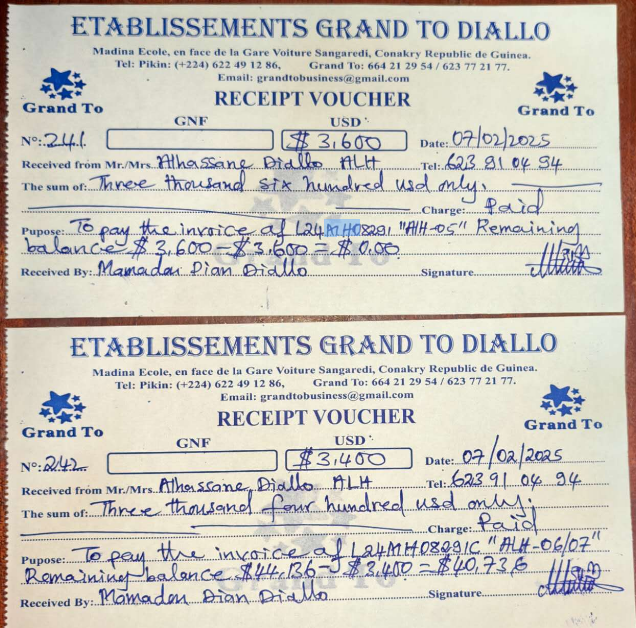 ETABLISSEMENTS GRAND TO DIALLO
Madina Ecole, en face de la Gare Voiture Sangaredi, Conakry Republic de Guinea.
Tel: Pikin: (+224) 622 49 12 86, Grand To: 664 21 29 54 / 623 77 21 77.
Email: grandtobusiness@gmail.com
Grand To RECEIPT VOUCHER Grand To
GNF USD
N°: 241 $ 3,600 Date: 07/02/2025
Received from Mr./Mrs. Alhassane Diallo ALH Tel: 623 91 04 94
The sum of: Three thousand six hundred usd only.
Charge: Paid
Pupose: To pay the invoice of L24MH08291 "AH-05" Remaining
balance $ 3,600 - $3,600 = $0.00
Received By: Mamadou Dian Diallo Signature
ETABLISSEMENTS GRAND TO DIALLO
Madina Ecole, en face de la Gare Voiture Sangaredi, Conakry Republic de Guinea.
Tel: Pikin: (+224) 622 49 12 86, Grand To: 664 21 29 54 / 623 77 21 77.
Email: grandtobusiness@gmail.com
Grand To RECEIPT VOUCHER Grand To
GNF USD
N°: 242 $3,400 Date: 07/02/2025
Received from Mr./Mrs. Alhassane Diallo ALH Tel: 623 91 04 94
The sum of: Three thousand four hundred usd only.
Charge: Paid
Pupose: To pay the invoice of L24MH08291C "ALH-06/07"
Remaining balance $44,136 - $3,400 = $40,736
Received By: Mamadou Dian Diallo Signature